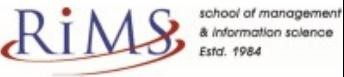 RiMS
school of management
& information science
Estd. 1984